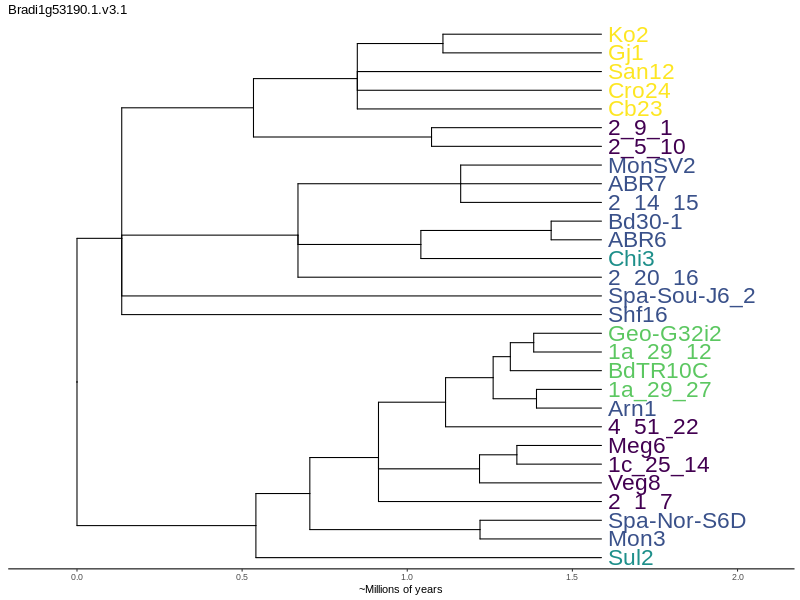 Bradi1g53190.1.v3.1
Ko2
Gj1
San12
Cro24
Cb23
2_9_1
2_5_10
MonSV2
ABR7
2_14_15
Bd30-1
ABR6
Chi3
2_20_16
Spa-Sou-J6_2
Shf16
Geo-G32i2
1a_29_12
BdTR10C
1a_29_27
Arn1
4_51_22
Meg6
1c_25_14
Veg8
2_1_7
Spa-Nor-S6D
Mon3
Sul2
0.0 0.5 1.0 1.5 2.0
~Millions of years